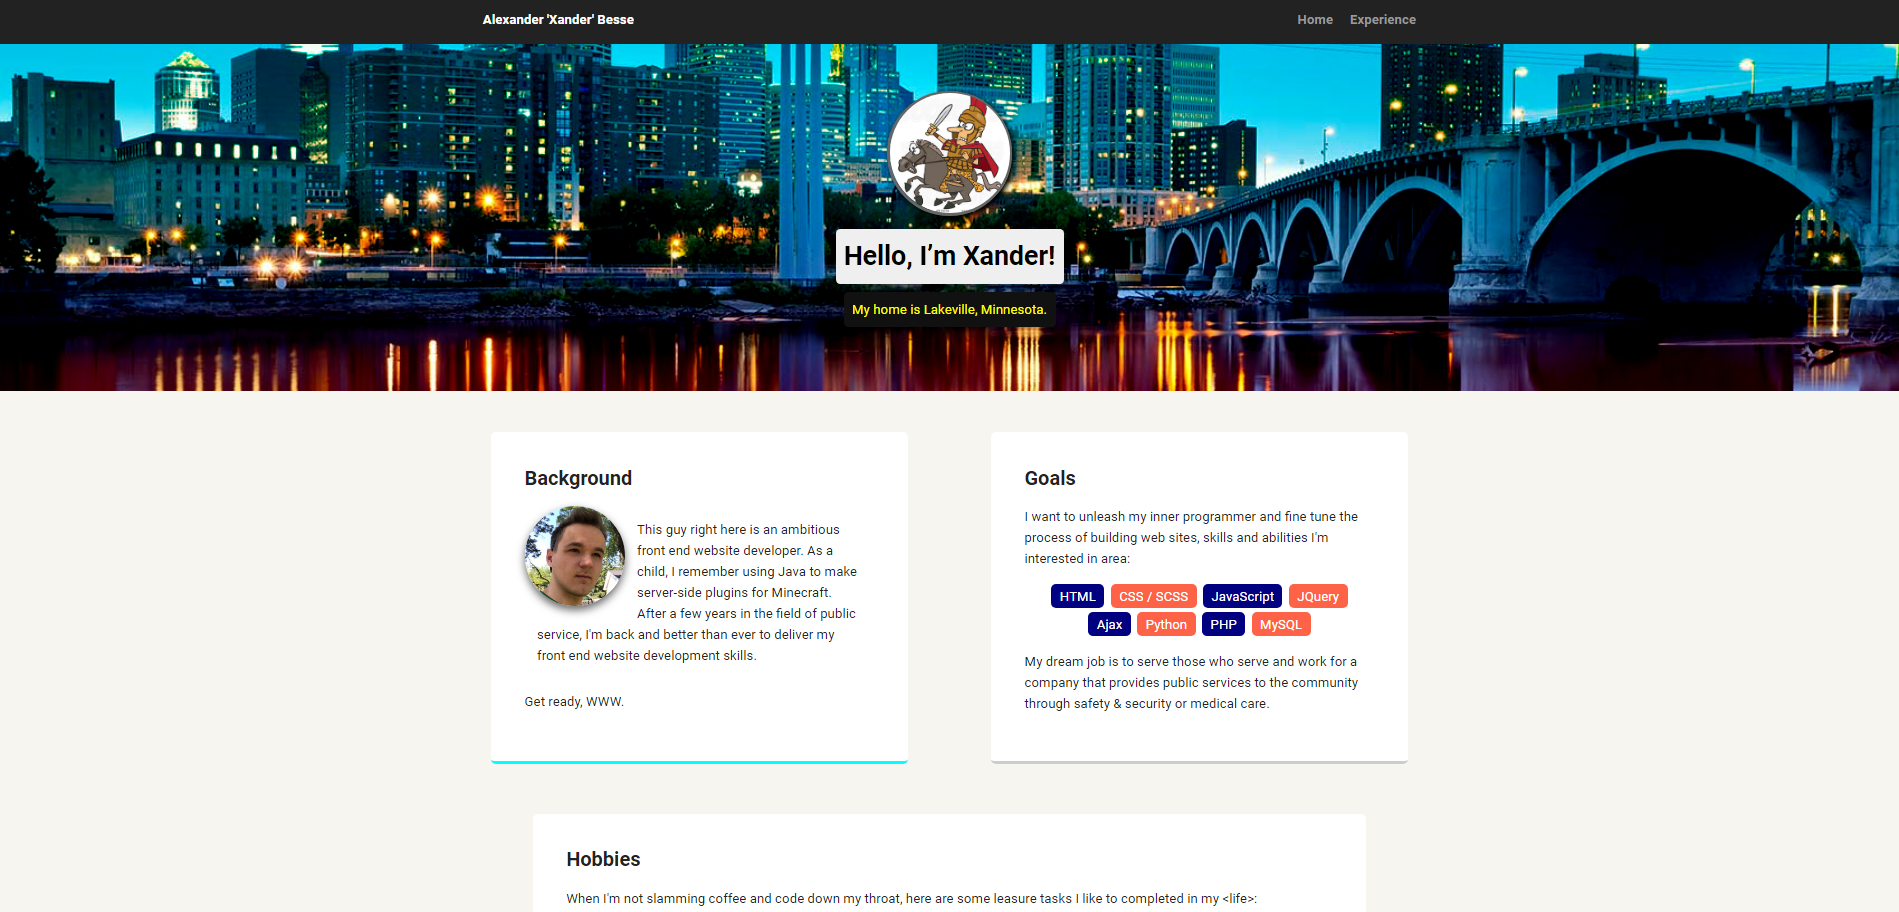 Alexander 'Xander' Besse
Home
Experience
Hello, I’m Xander!
My home is Lakeville, Minnesota.
Background
This guy right here is an ambitious
front end website developer. As a
child, I remember using Java to make
server-side plugins for Minecraft.
After a few years in the field of public
service, I'm back and better than ever to deliver my
front end website development skills.
Get ready, WWW.
Goals
I want to unleash my inner programmer and fine tune the
process of building web sites, skills and abilities I'm
interested in area:
HTML CSS / SCSS JavaScript JQuery
Ajax Python PHP MySQL
My dream job is to serve those who serve and work for a
company that provides public services to the community
through safety & security or medical care.
Hobbies
When I'm not slamming coffee and code down my throat, here are some leasure tasks I like to completed in my <life>: